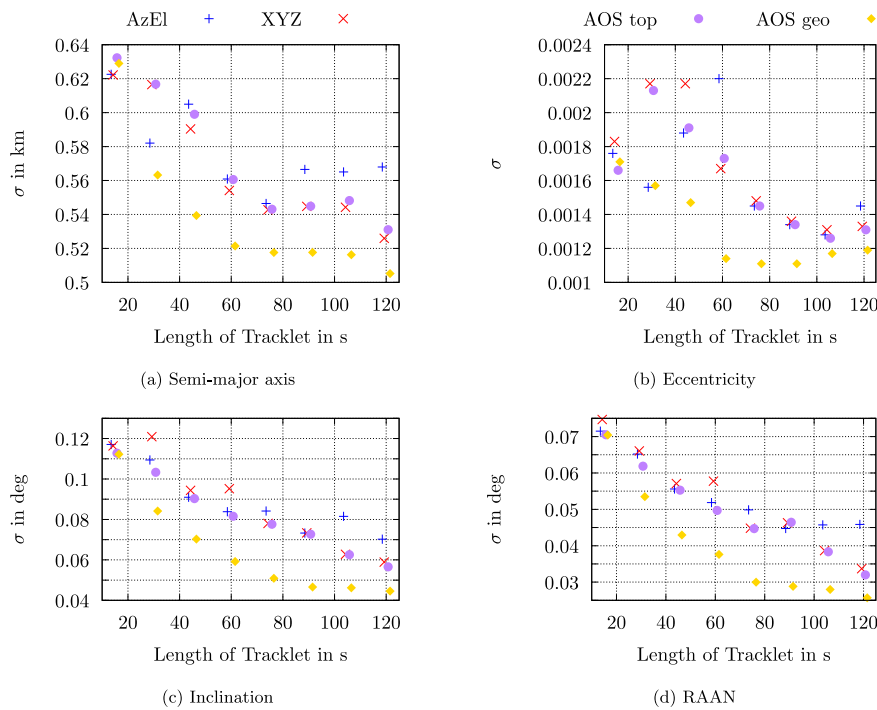 AzEl XYZ AOS top AOS geo
0.64
0.62
0.6
0.58
0.56
0.54
0.52
0.5
σ in km
20 40 60 80 100 120
Length of Tracklet in s
(a) Semi-major axis
0.0024
0.0022
0.002
0.0018
0.0016
0.0014
0.0012
0.001
σ
20 40 60 80 100 120
Length of Tracklet in s
(b) Eccentricity
0.12
0.1
0.08
0.06
0.04
σ in deg
20 40 60 80 100 120
Length of Tracklet in s
(c) Inclination
0.07
0.06
0.05
0.04
0.03
σ in deg
20 40 60 80 100 120
Length of Tracklet in s
(d) RAAN